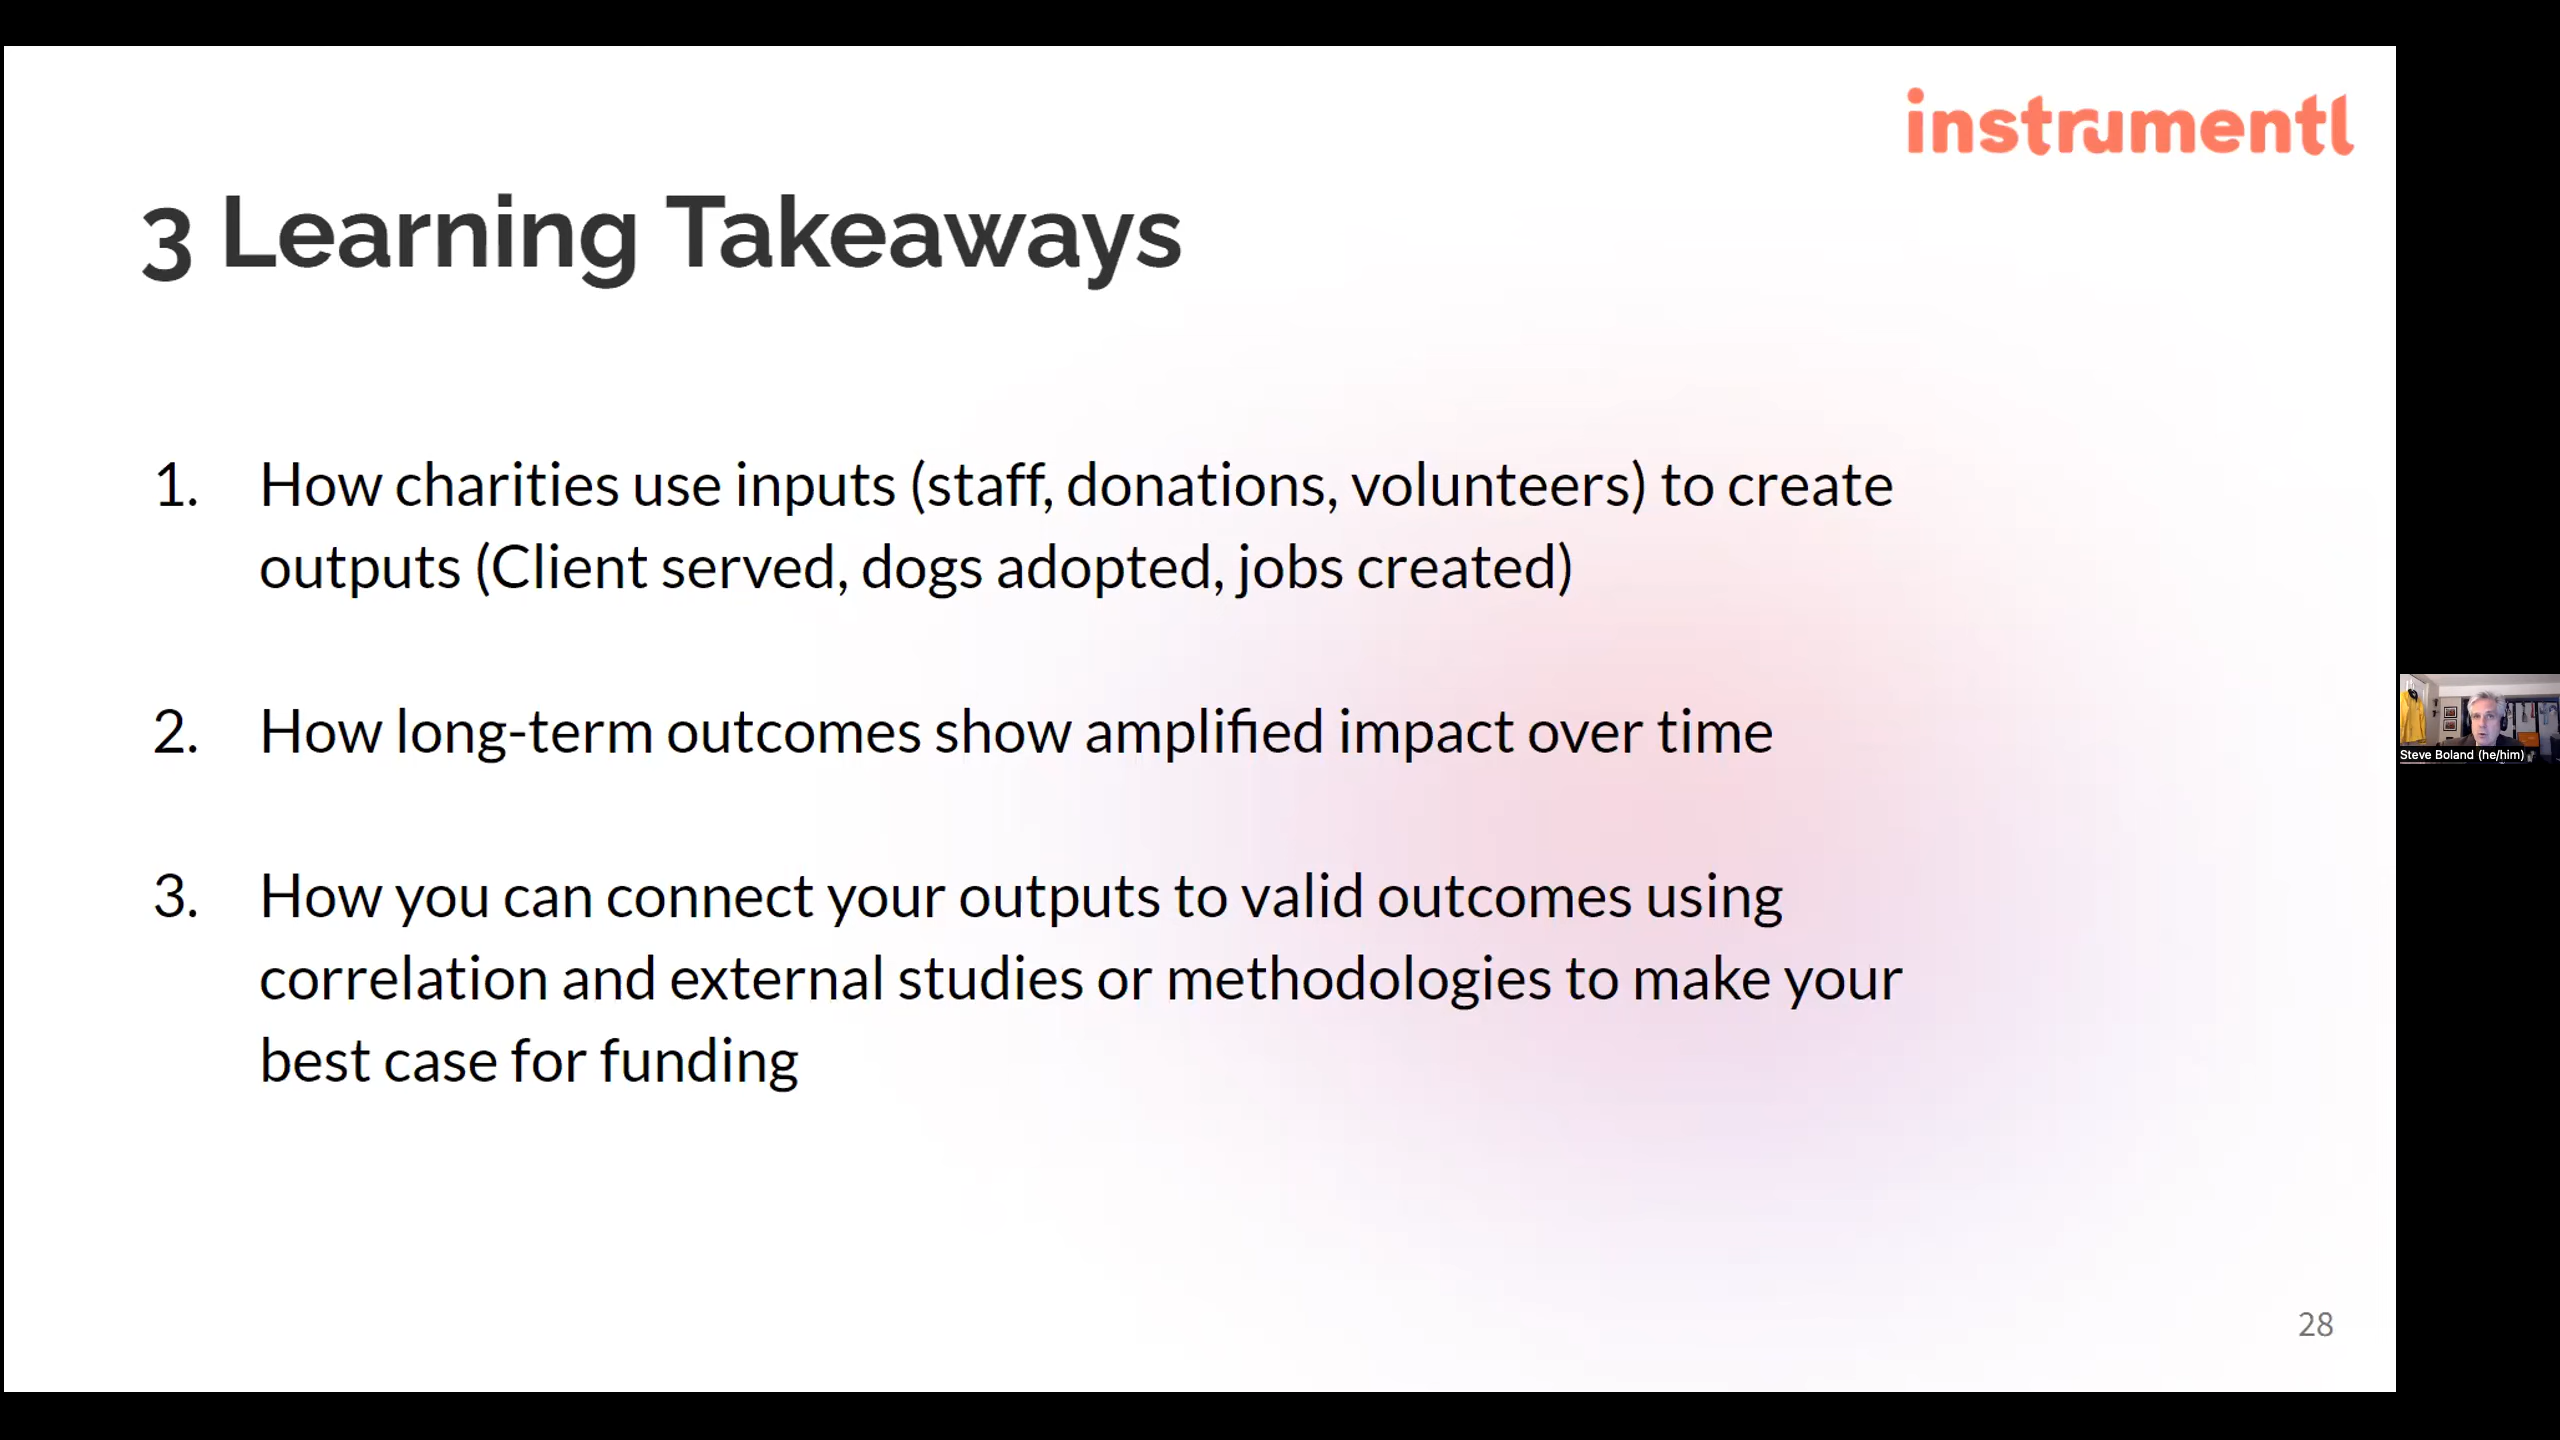 instrumentl
3 Learning Takeaways
1. How charities use inputs (staff, donations, volunteers) to create
outputs (Client served, dogs adopted, jobs created)
2. How long-term outcomes show amplified impact over time
3. How you can connect your outputs to valid outcomes using
correlation and external studies or methodologies to make your
best case for funding
Steve Boland (he/him)
28